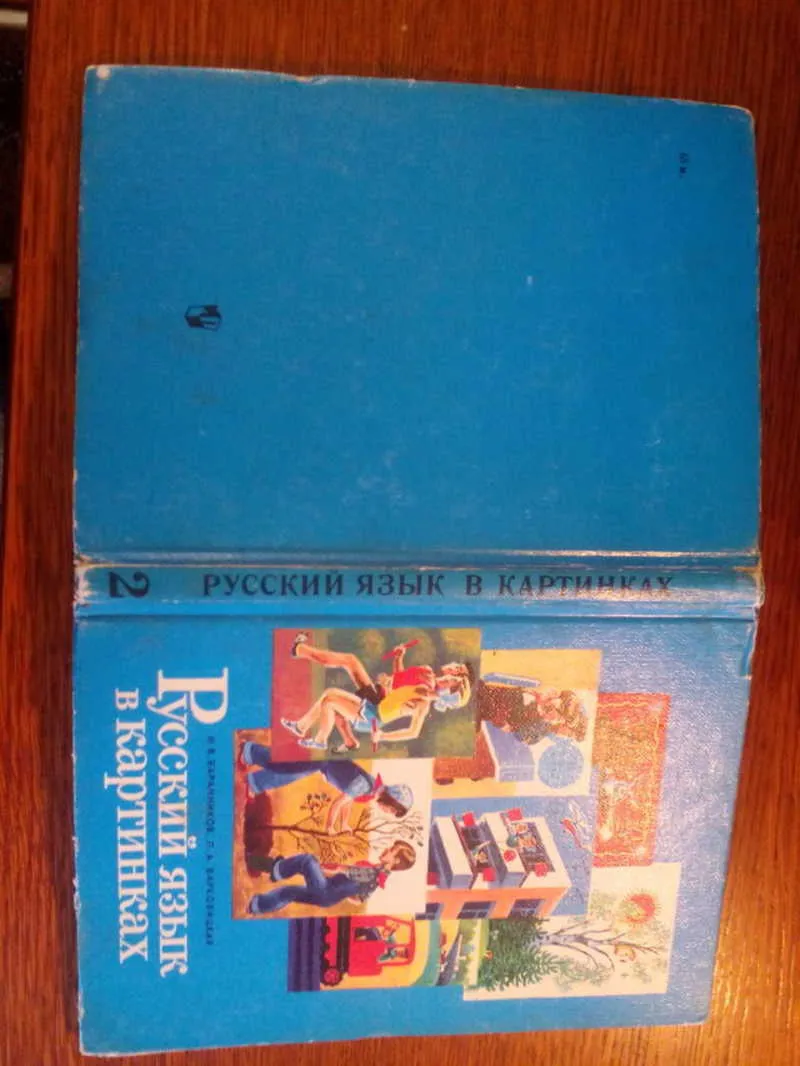 И. В. БАРАННИКОВ, Л. А. ВАРКОВИЦКАЯ
Русский язык
в картинках
2
РУССКИЙ ЯЗЫК В КАРТИНКАХ